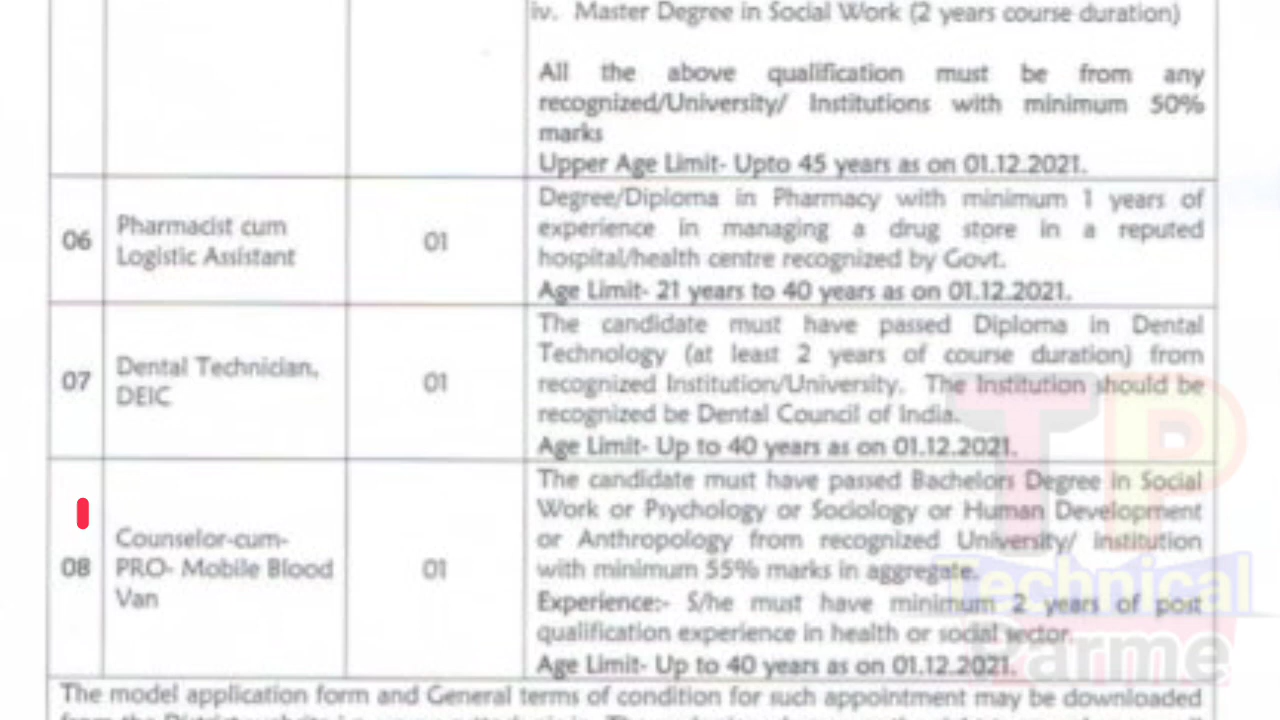 iv. Master Degree in Social Work (2 years course duration)
All the above qualification must be from any
recognized/University/ Institutions with minimum 50%
marks
Upper Age Limit- Upto 45 years as on 01.12.2021.
06
Pharmacist cum
Logistic Assistant
01
Degree/Diploma in Pharmacy with minimum 1 years of
experience in managing a drug store in a reputed
hospital/health centre recognized by Govt.
Age Limit- 21 years to 40 years as on 01.12.2021.
07
Dental Technician,
DEIC
01
The candidate must have passed Diploma in Dental
Technology (at least 2 years of course duration) from
recognized Institution/University. The Institution should be
recognized be Dental Council of India.
Age Limit- Up to 40 years as on 01.12.2021.
08
Counselor-cum-
PRO- Mobile Blood
Van
01
The candidate must have passed Bachelors Degree in Social
Work or Psychology or Sociology or Human Development
or Anthropology from recognized University/ institution
with minimum 55% marks in aggregate.
Experience:- S/he must have minimum 2 years of post
qualification experience in health or social sector.
Age Limit- Up to 40 years as on 01.12.2021.
The model application form and General terms of condition for such appointment may be downloaded
TP
Technical
Parme